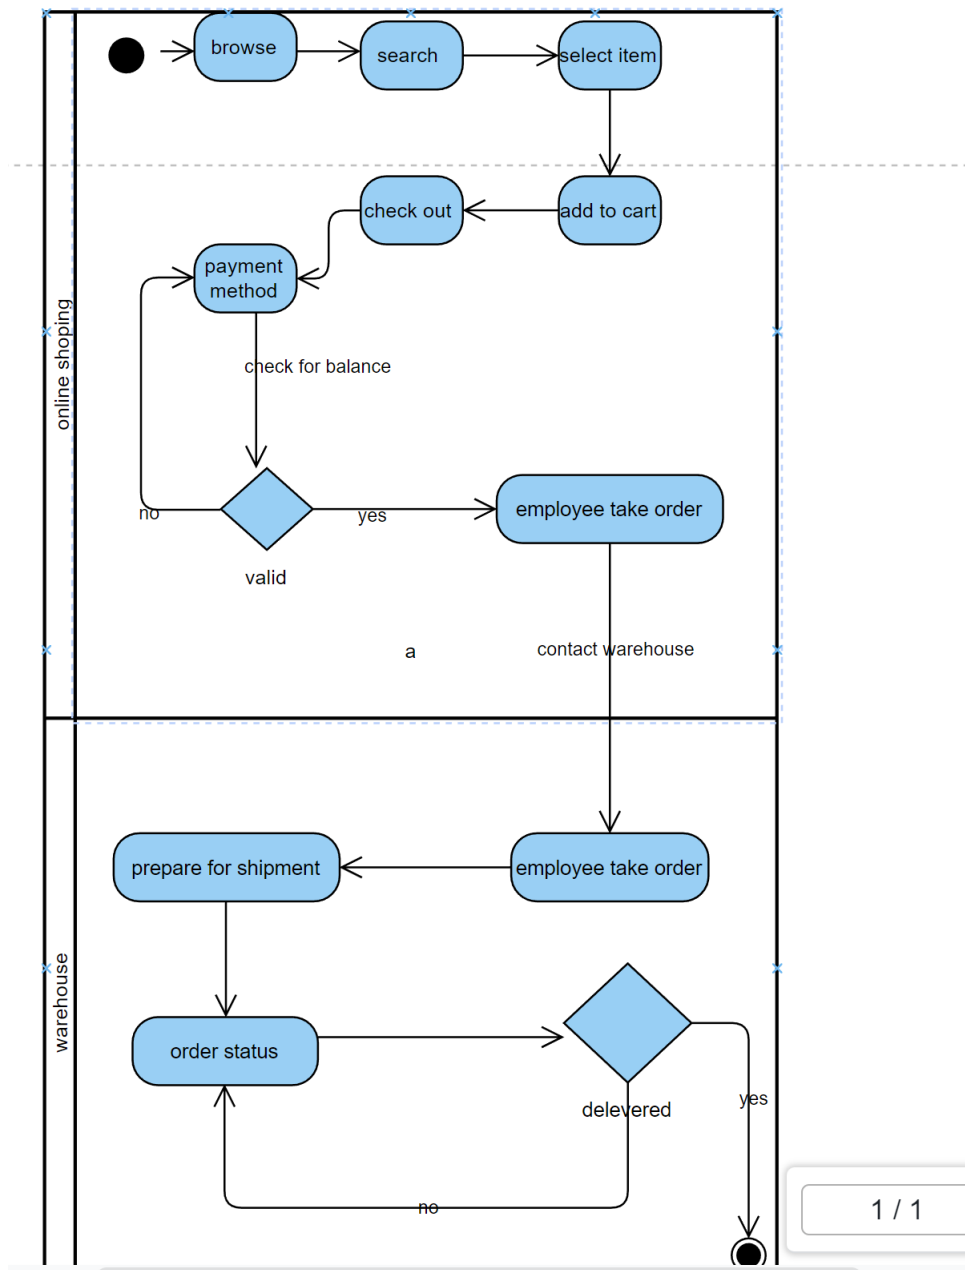 browse
search
select item
check out
add to cart
payment
method
online shoping
check for balance
no
yes
employee take order
valid
a
contact warehouse
prepare for shipment
employee take order
warehouse
order status
delevered
yes
no
1 / 1